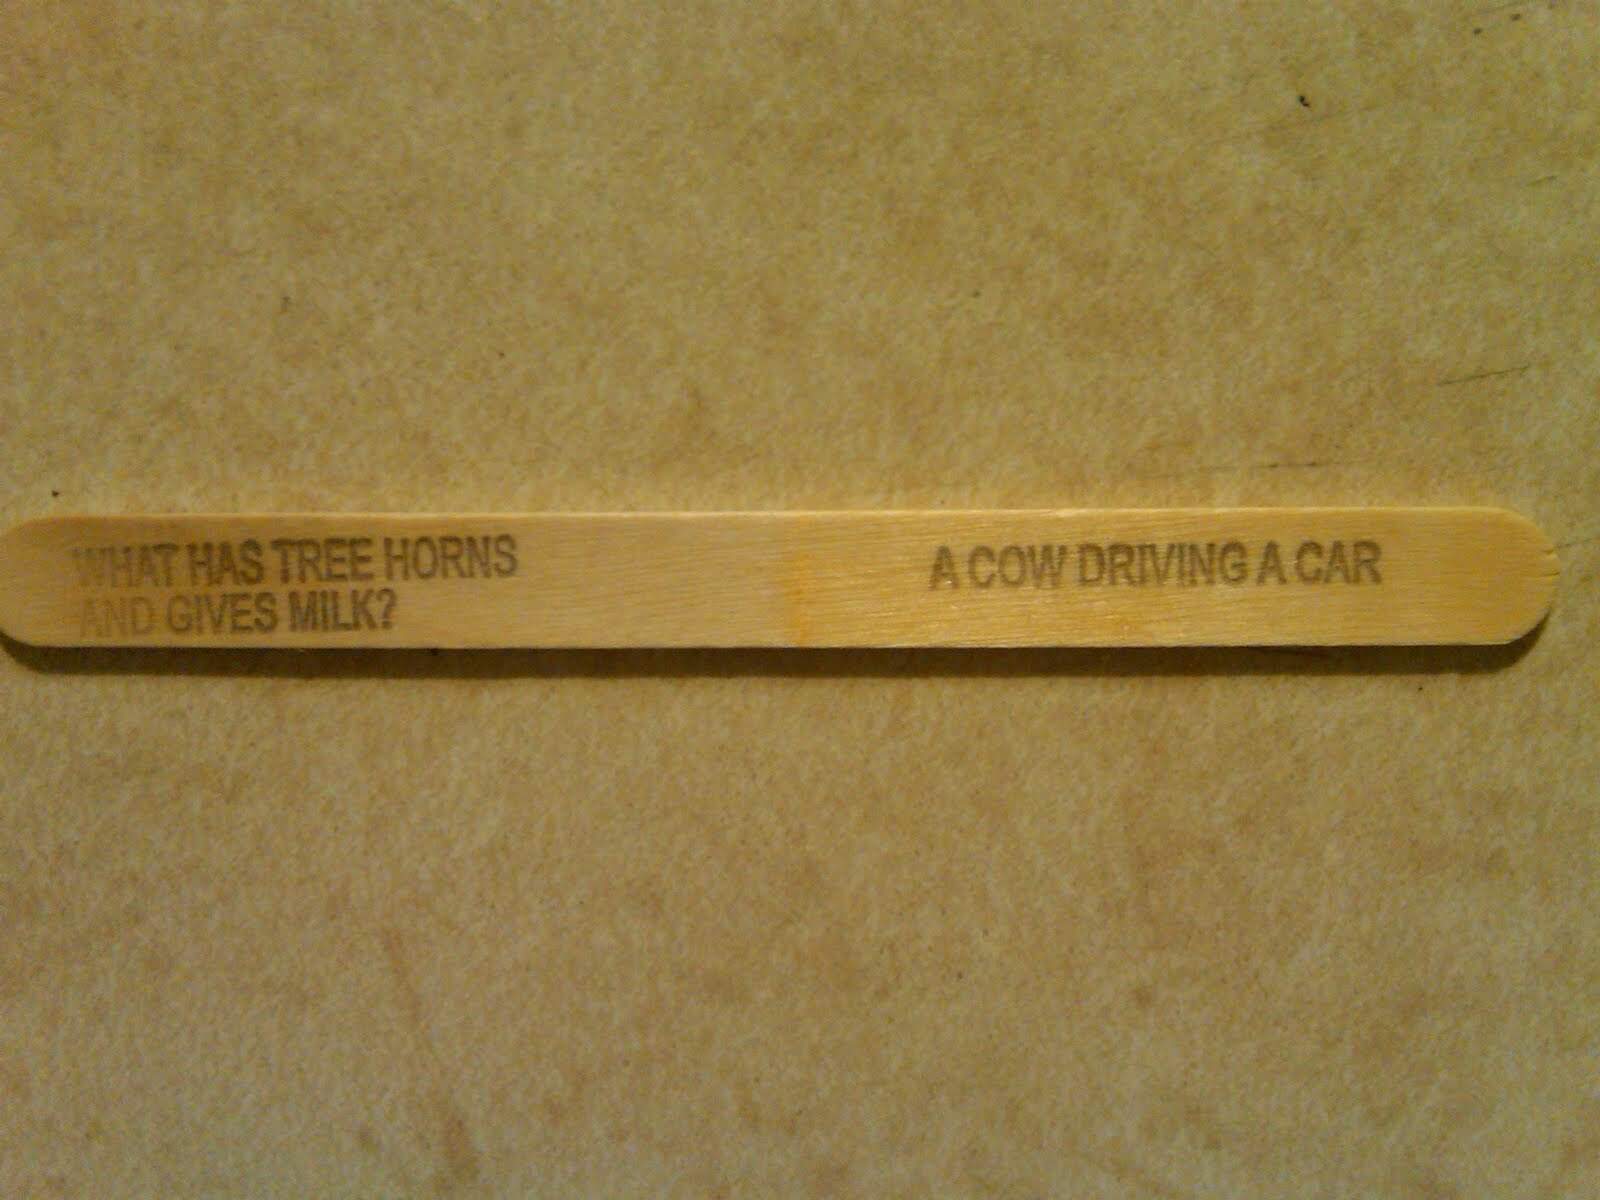 WHAT HAS TREE HORNS
AND GIVES MILK?
A COW DRIVING A CAR